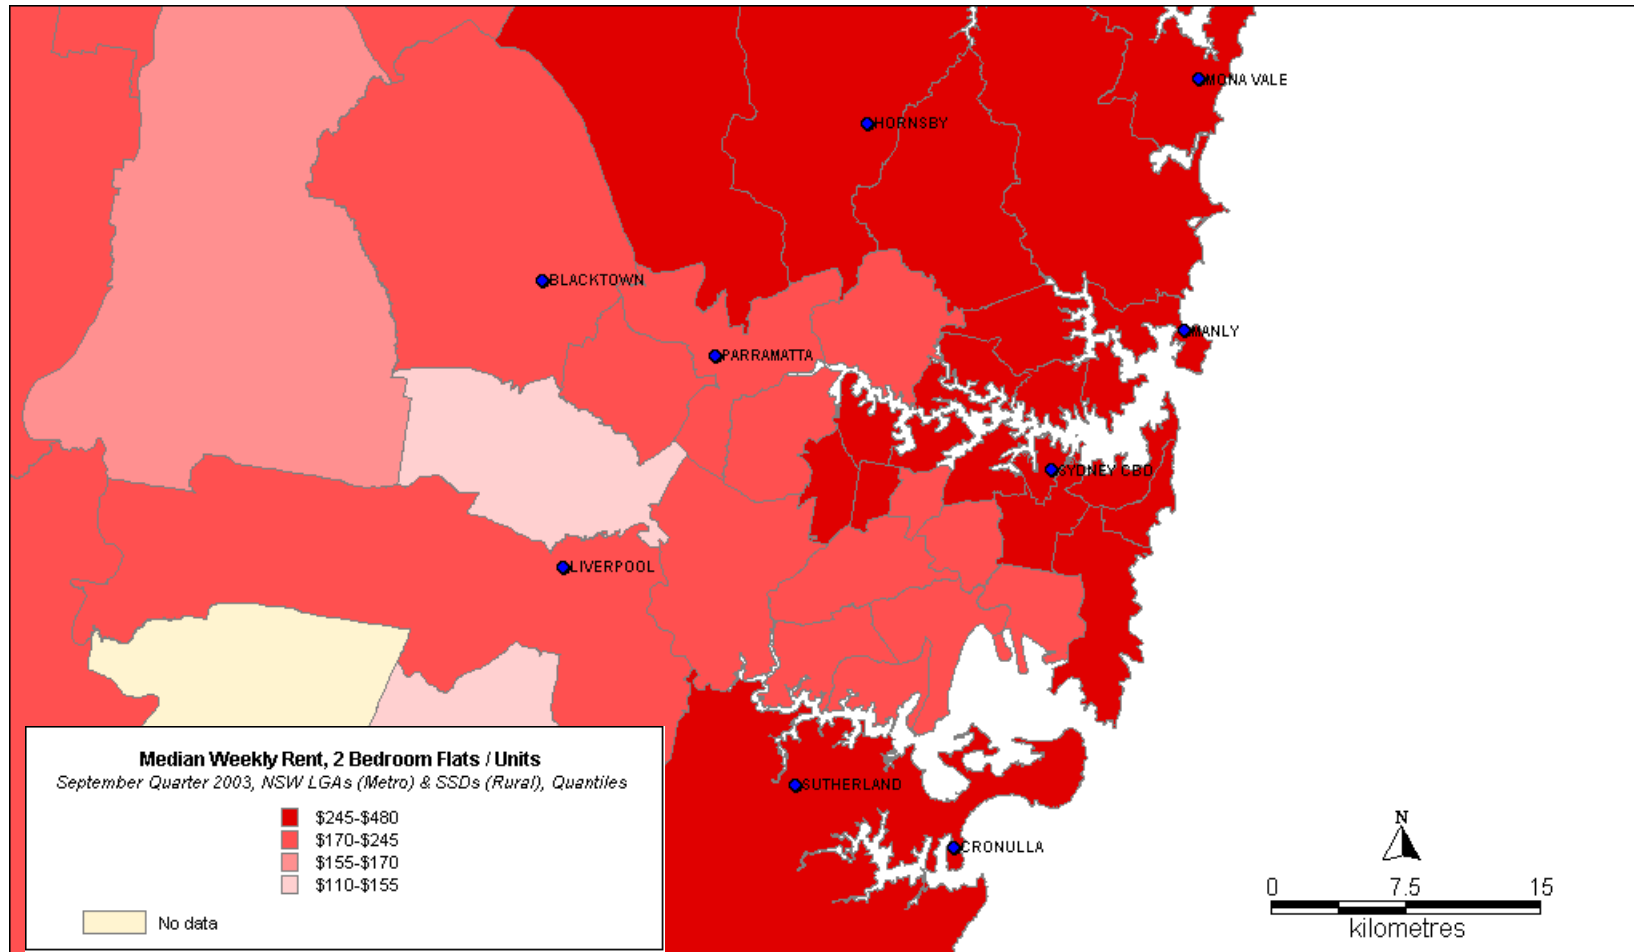 MONA VALE
HORNSBY
BLACKTOWN
MANLY
PARRAMATTA
SYDNEY CBD
LIVERPOOL
SUTHERLAND
CRONULLA
Median Weekly Rent, 2 Bedroom Flats / Units
September Quarter 2003, NSW LGAs (Metro) & SSDs (Rural), Quantiles
$245-$480
$170-$245
$155-$170
$110-$155
No data
N
0 7.5 15
kilometres